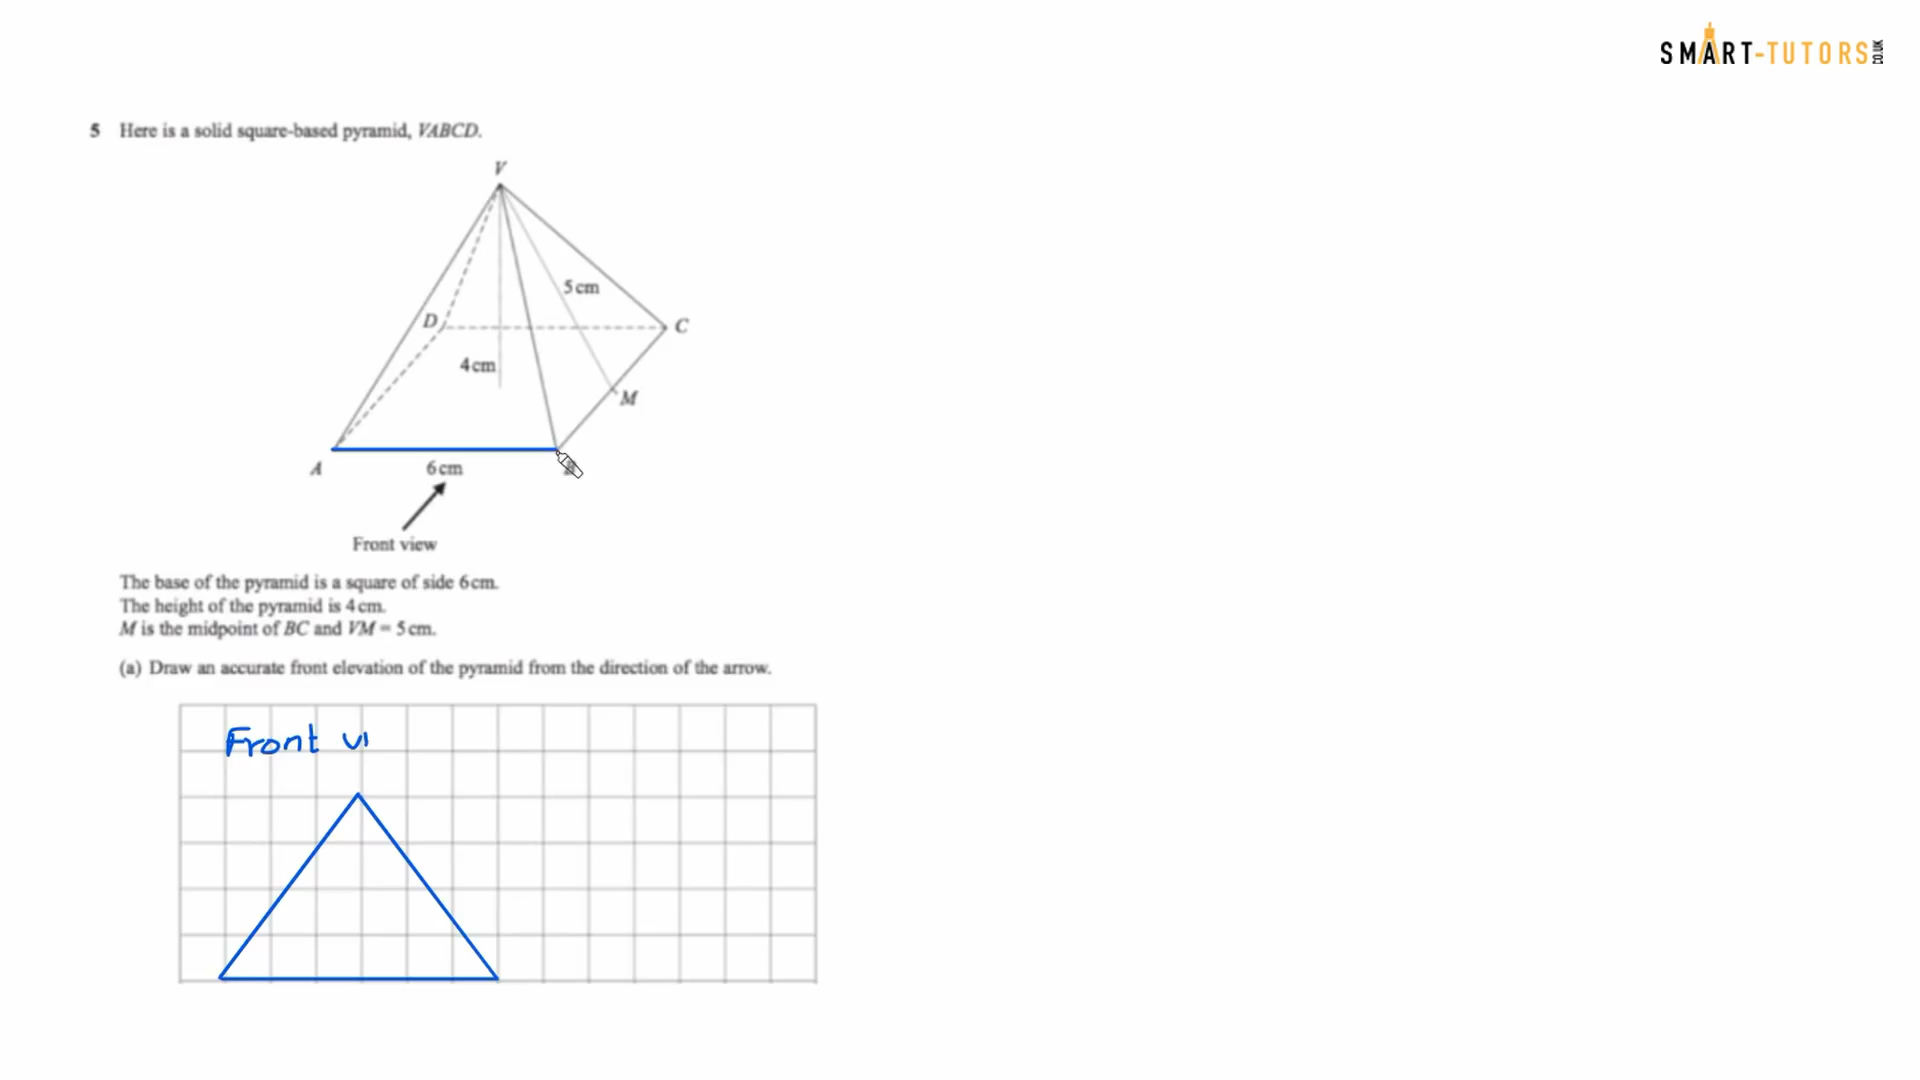 SMART-TUTORS.CO.UK
5 Here is a solid square-based pyramid, VABCD.
V
5 cm
D
C
4 cm
M
A
6 cm
Front view
The base of the pyramid is a square of side 6 cm.
The height of the pyramid is 4 cm.
M is the midpoint of BC and VM = 5 cm.
(a) Draw an accurate front elevation of the pyramid from the direction of the arrow.
Front vi